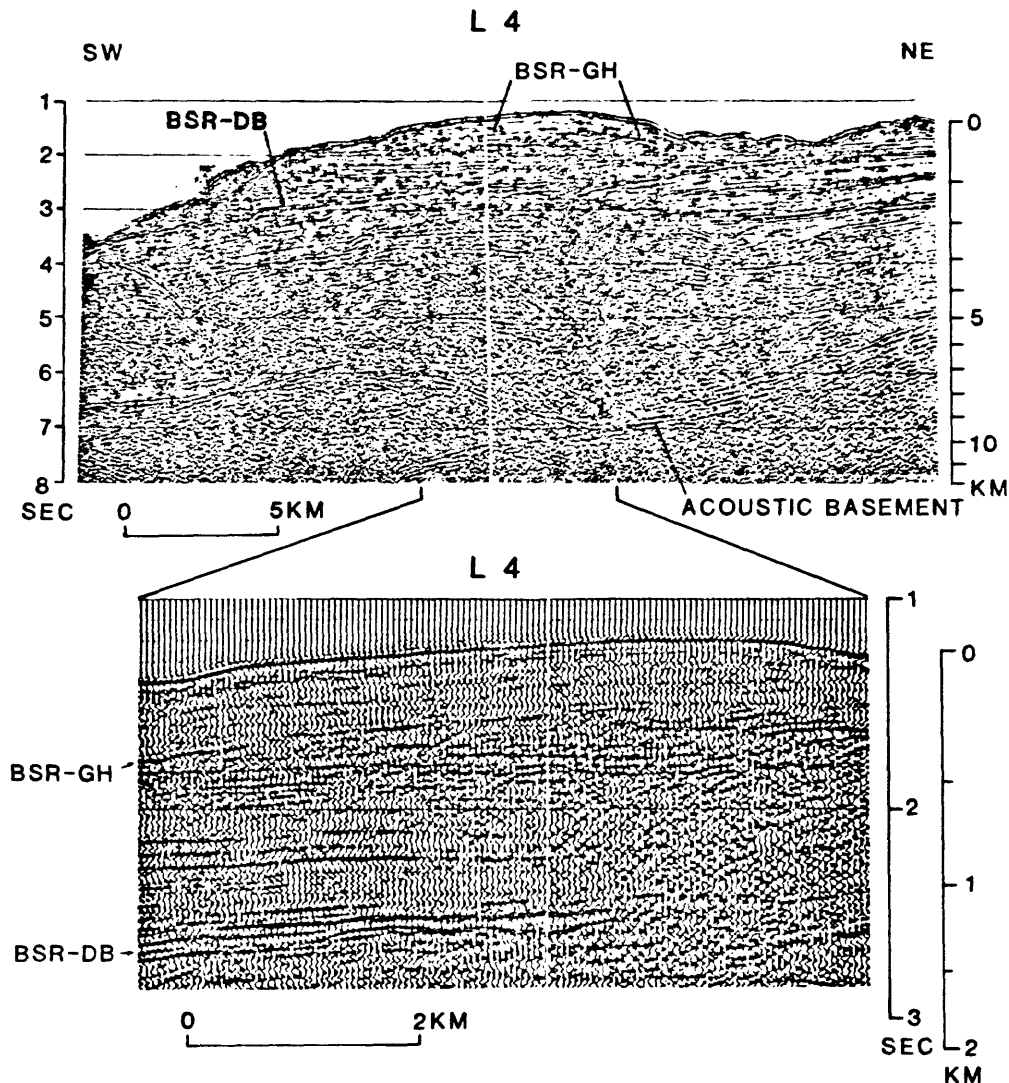 L 4
SW
NE
BSR-GH
BSR-DB
1
2
3
4
5
6
7
8
SEC
0
5
10
KM
0 5KM
ACOUSTIC BASEMENT
L 4
BSR-GH
BSR-DB
1
2
3
SEC
0
1
2
KM
0 2KM